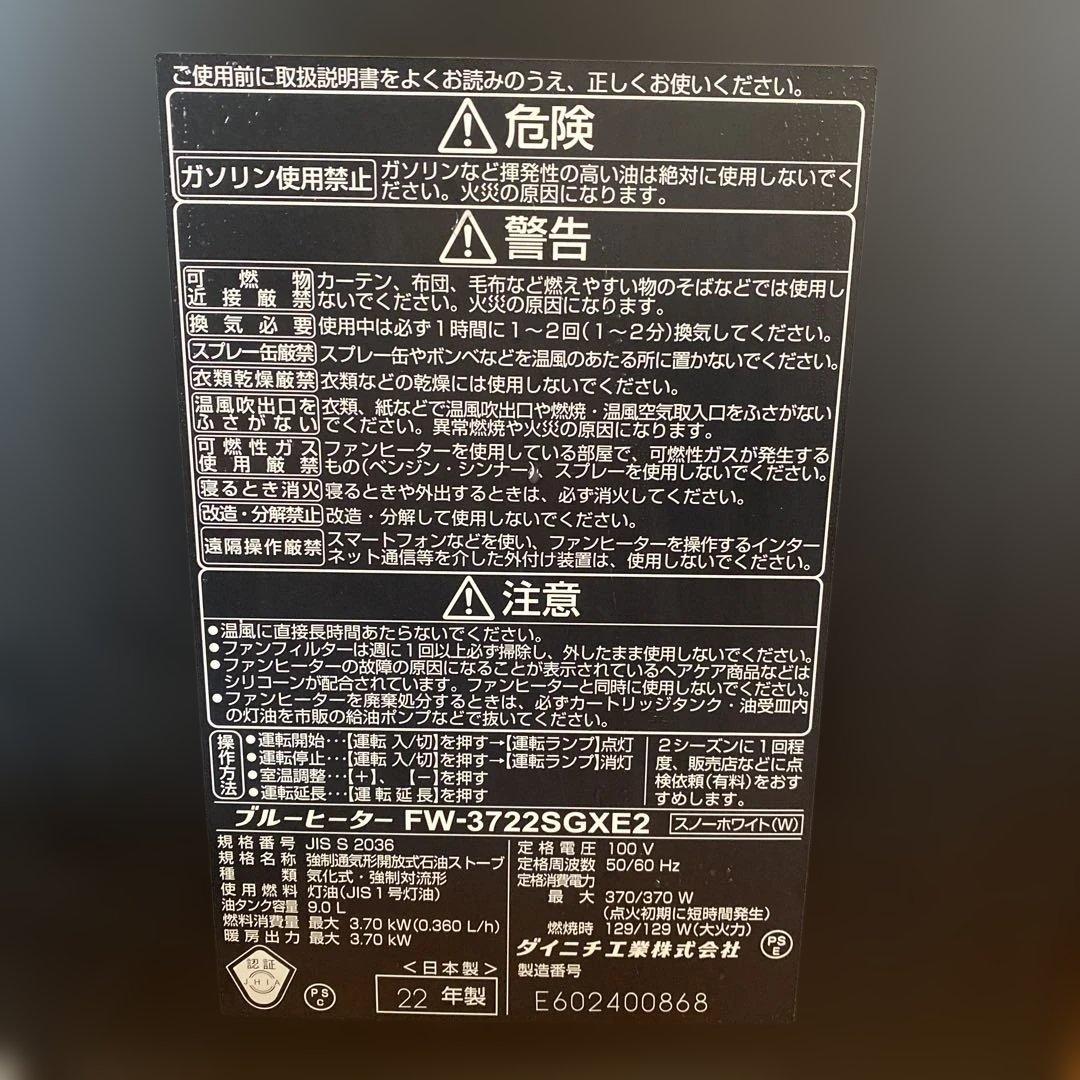 ご使用前に取扱説明書をよくお読みのうえ、正しくお使いください。
危険
ガソリン使用禁止
ガソリンなど揮発性の高い油は絶対に使用しないでく
ださい。火災の原因になります。
警告
可燃物
近接厳禁
カーテン、布団、毛布など燃えやすい物のそばなどでは使用し
ないでください。火災の原因になります。
換気必要
使用中は必ず1時間に1〜2回(1〜2分)換気してください。
スプレー缶厳禁
スプレー缶やボンベなどを温風のあたる所に置かないでください。
衣類乾燥厳禁
衣類などの乾燥には使用しないでください。
温風吹出口を
ふさがない
衣類、紙などで温風吹出口や燃焼・温風空気取入口をふさがない
でください。異常燃焼や火災の原因になります。
可燃性ガス
使用厳禁
ファンヒーターを使用している部屋で、可燃性ガスが発生する
もの(ベンジン・シンナー)、スプレーを使用しないでください。
寝るとき消火
寝るときや外出するときは、必ず消火してください。
改造・分解禁止
改造・分解して使用しないでください。
遠隔操作厳禁
スマートフォンなどを使い、ファンヒーターを操作するインター
ネット通信等を介した外付け装置は、使用しないでください。
注意
●温風に直接長時間あたらないでください。
●ファンフィルターは週に1回以上必ず掃除し、外したまま使用しないでください。
●ファンヒーターの故障の原因になることが表示されているヘアケア商品などは
シリコーンが配合されています。ファンヒーターと同時に使用しないでください。
●ファンヒーターを廃棄処分するときは、必ずカートリッジタンク・油受皿内
の灯油を市販の給油ポンプなどで抜いてください。
操作方法
●運転開始･･･【運転 入/切】を押す→【運転ランプ】点灯
●運転停止･･･【運転 入/切】を押す→【運転ランプ】消灯
●室温調整･･･【+】、【−】を押す
●運転延長･･･【運転延長】を押す
2シーズンに1回程
度、販売店などに点
検依頼(有料)をおす
すめします。
ブルーヒーター FW-3722SGXE2 スノーホワイト(W)
規格番号 JIS S 2036
規格名称 強制通気形開放式石油ストーブ
種類 気化式・強制対流形
使用燃料 灯油(JIS1号灯油)
油タンク容量 9.0 L
燃料消費量 最大 3.70 kW(0.360 L/h)
暖房出力 最大 3.70 kW
認証
JHIA
PSC
<日本製>
22 年製
定格電圧 100 V
定格周波数 50/60 Hz
定格消費電力
最大 370/370 W
(点火初期に短時間発生)
燃焼時 129/129 W(大火力)
ダイニチ工業株式会社
PSE
製造番号
E602400868